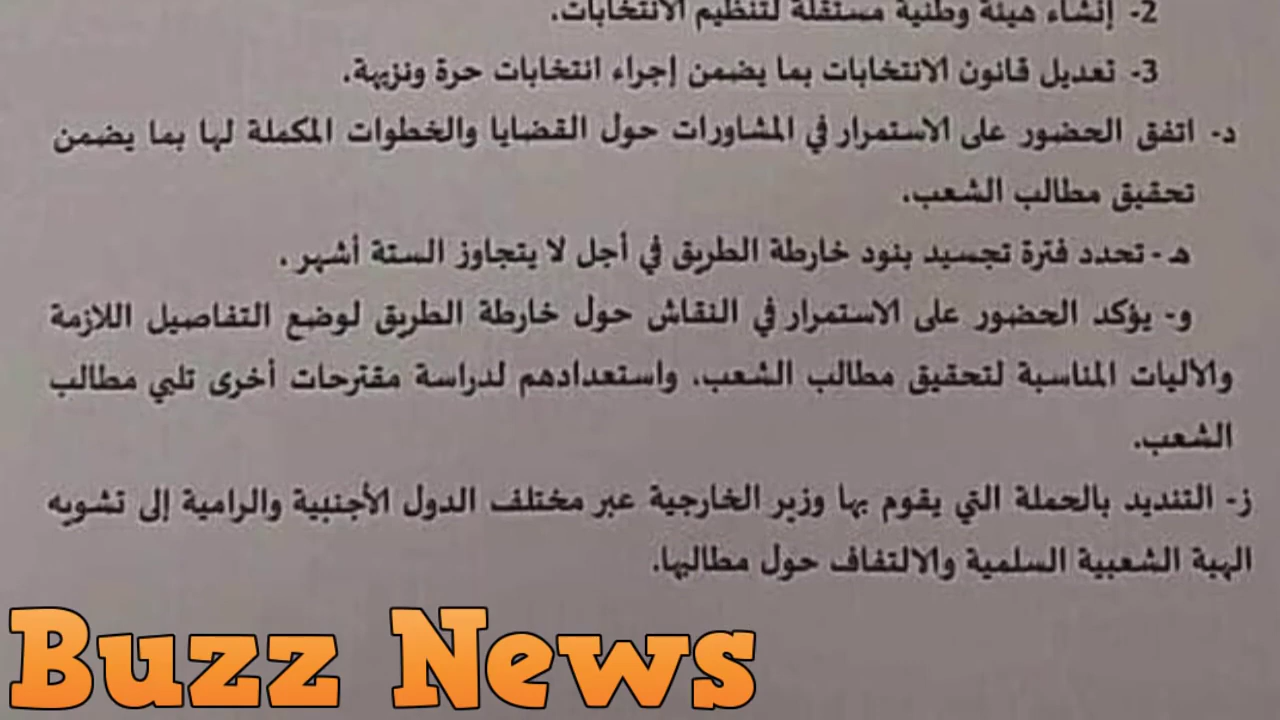 2- إنشاء هيئة وطنية مستقلة لتنظيم الانتخابات.
3- تعديل قانون الانتخابات بما يضمن إجراء انتخابات حرة ونزيهة.
د- اتفق الحضور على الاستمرار في المشاورات حول القضايا والخطوات المكملة لها بما يضمن
تحقيق مطالب الشعب.
هـ - تحدد فترة تجسيد بنود خارطة الطريق في أجل لا يتجاوز الستة أشهر .
و- يؤكد الحضور على الاستمرار في النقاش حول خارطة الطريق لوضع التفاصيل اللازمة
والاليات المناسبة لتحقيق مطالب الشعب، واستعدادهم لدراسة مقترحات أخرى تلبي مطالب
الشعب.
ز- التنديد بالحملة التي يقوم بها وزير الخارجية عبر مختلف الدول الأجنبية والرامية إلى تشويه
الهبة الشعبية السلمية والالتفاف حول مطالبها.
Buzz News